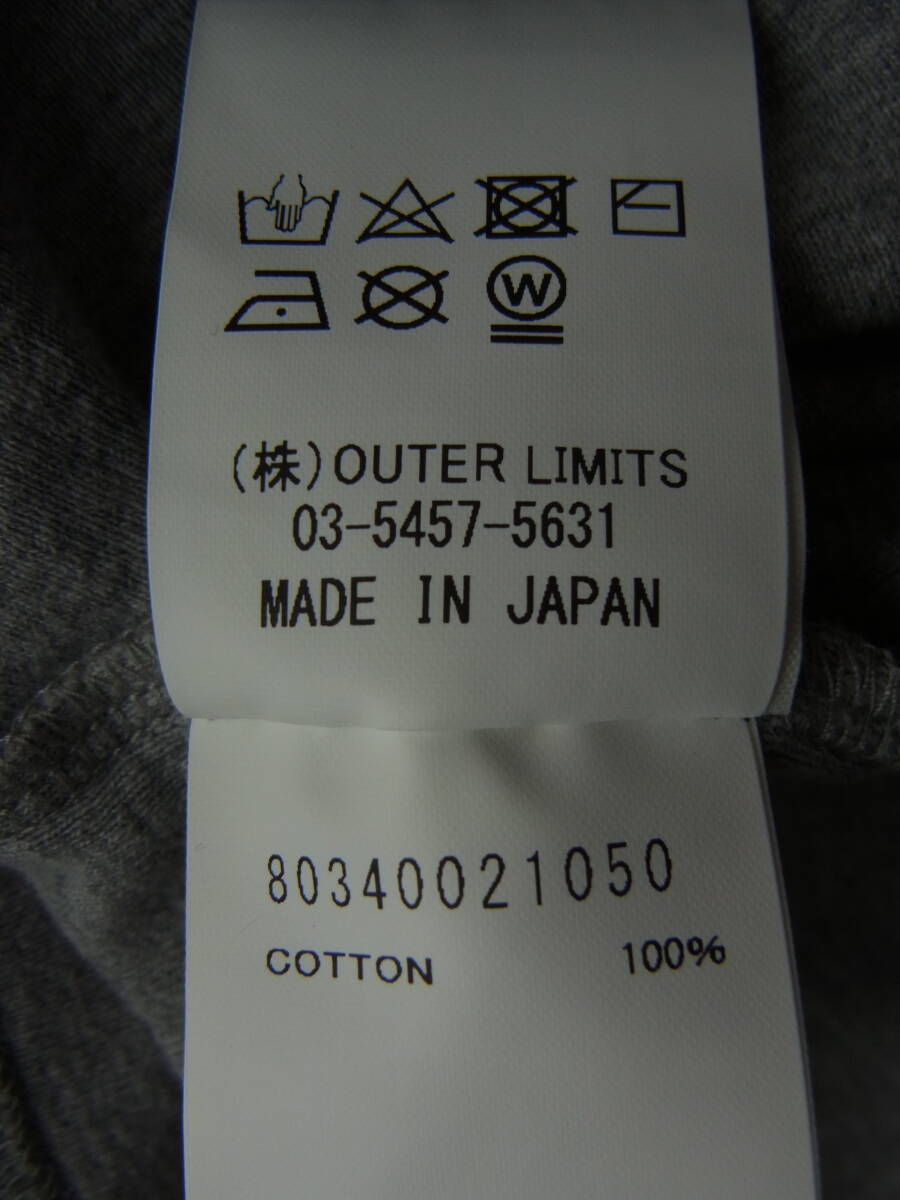 W
(株)OUTER LIMITS
03-5457-5631
MADE IN JAPAN
80340021050
COTTON 100%